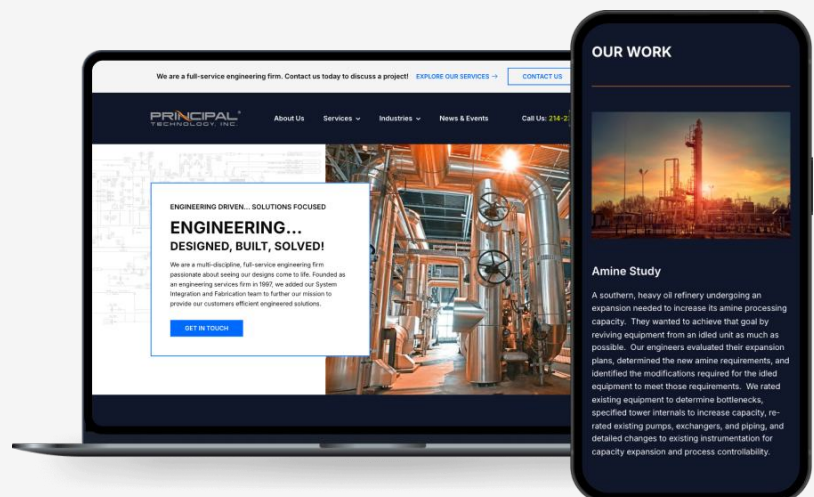 We are a full-service engineering firm. Contact us today to discuss a project! EXPLORE OUR SERVICES → CONTACT US
PRINCIPAL
TECHNOLOGY, INC.
About Us Services Industries News & Events Call Us: 214-2
ENGINEERING DRIVEN... SOLUTIONS FOCUSED
ENGINEERING...
DESIGNED, BUILT, SOLVED!
We are a multi-discipline, full-service engineering firm
passionate about seeing our designs come to life. Founded as
an engineering services firm in 1997, we added our System
Integration and Fabrication team to further our mission to
provide our customers efficient engineered solutions.
GET IN TOUCH
OUR WORK
Amine Study
A southern, heavy oil refinery undergoing an
expansion needed to increase its amine processing
capacity. They wanted to achieve that goal by
reviving equipment from an idled unit as much as
possible. Our engineers evaluated their expansion
plans, determined the new amine requirements, and
identified the modifications required for the idled
equipment to meet those requirements. We rated
existing equipment to determine bottlenecks,
specified tower internals to increase capacity, re-
rated existing pumps, exchangers, and piping, and
detailed changes to existing instrumentation for
capacity expansion and process controllability.